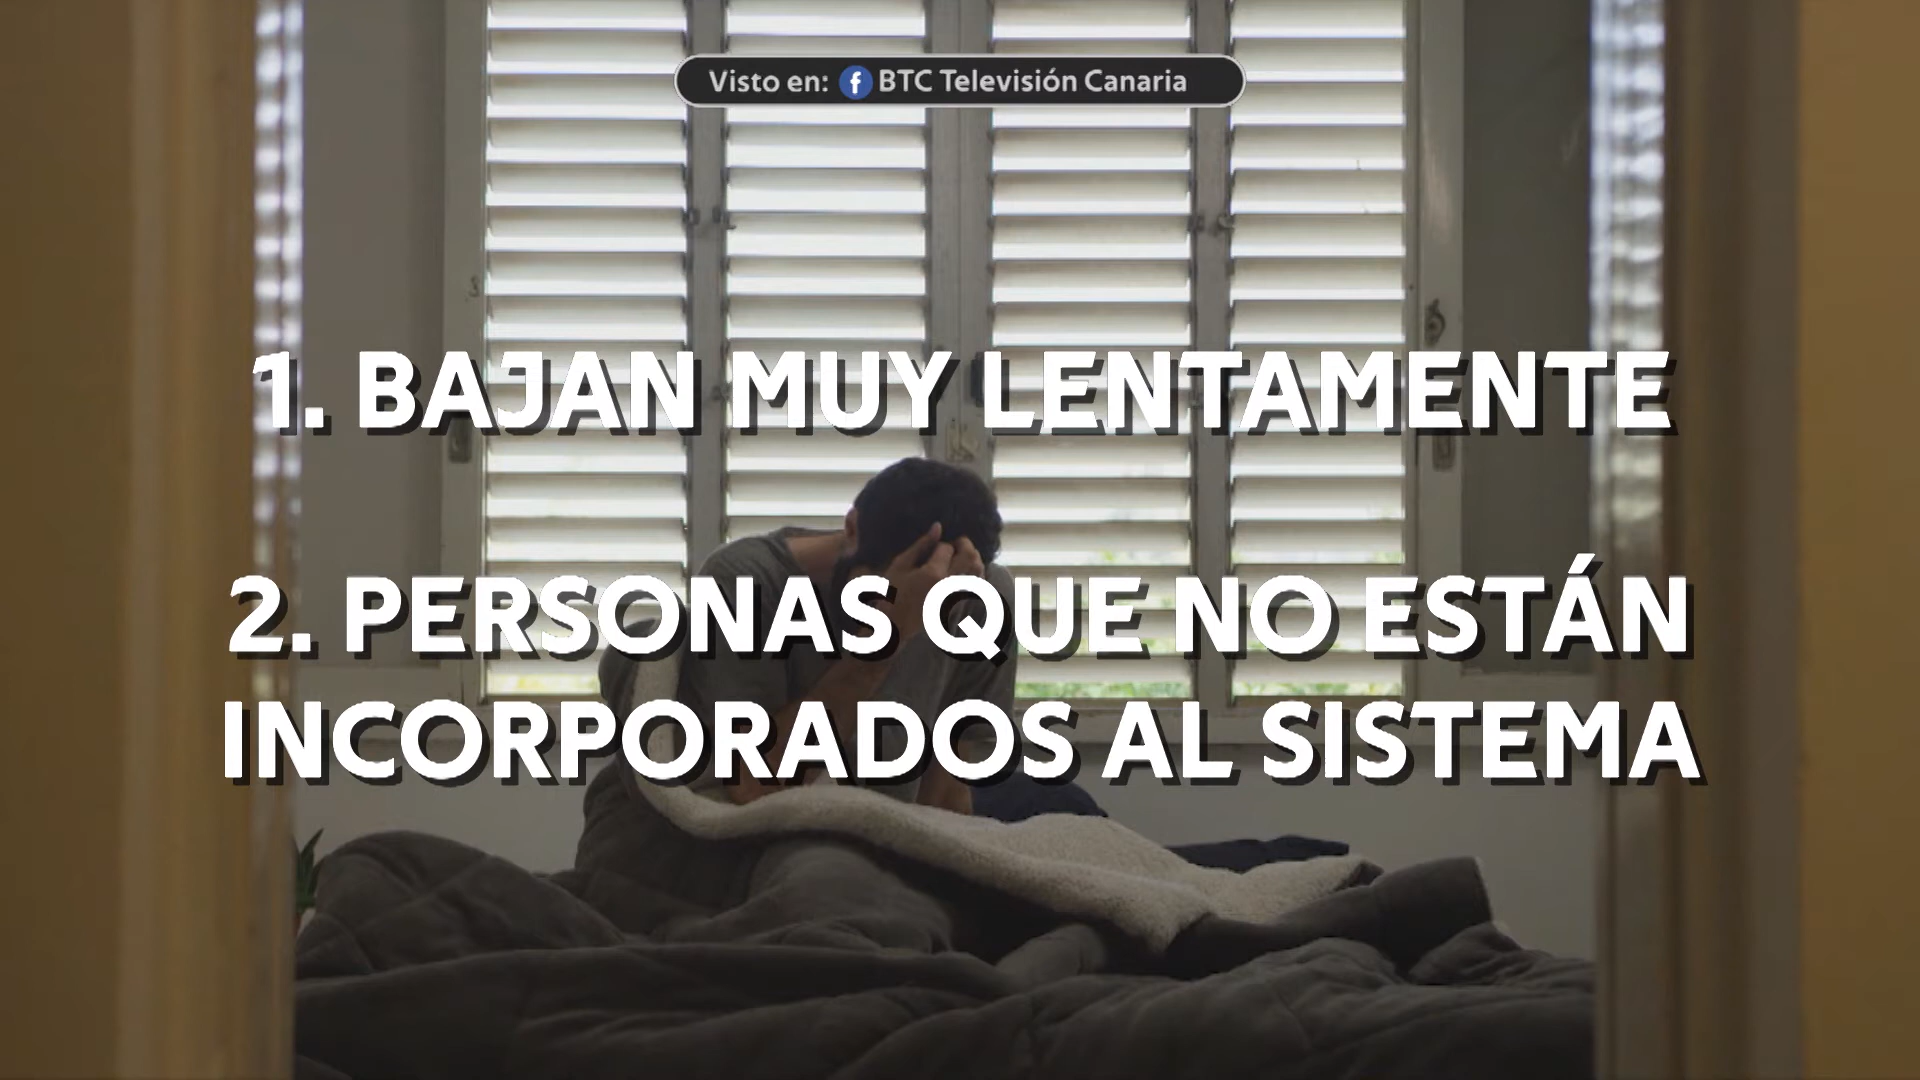 Visto en: BTC Televisión Canaria
1. BAJAN MUY LENTAMENTE
2. PERSONAS QUE NO ESTÁN
INCORPORADOS AL SISTEMA